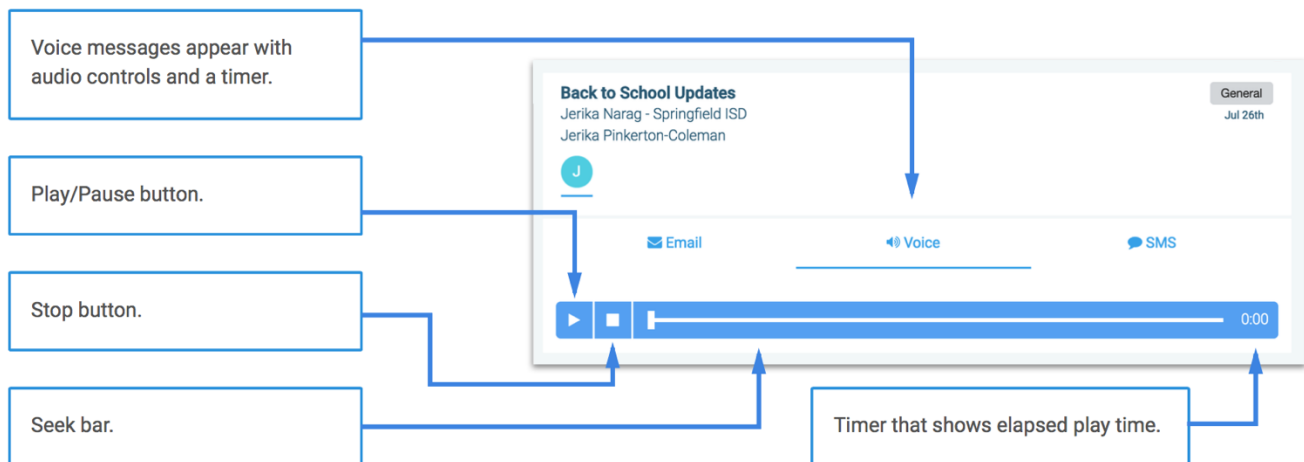 Voice messages appear with
audio controls and a timer.
Back to School Updates
General
Jerika Narag - Springfield ISD
Jul 26th
Jerika Pinkerton-Coleman
J
Play/Pause button.
Email
Voice
SMS
Stop button.
0:00
Seek bar.
Timer that shows elapsed play time.